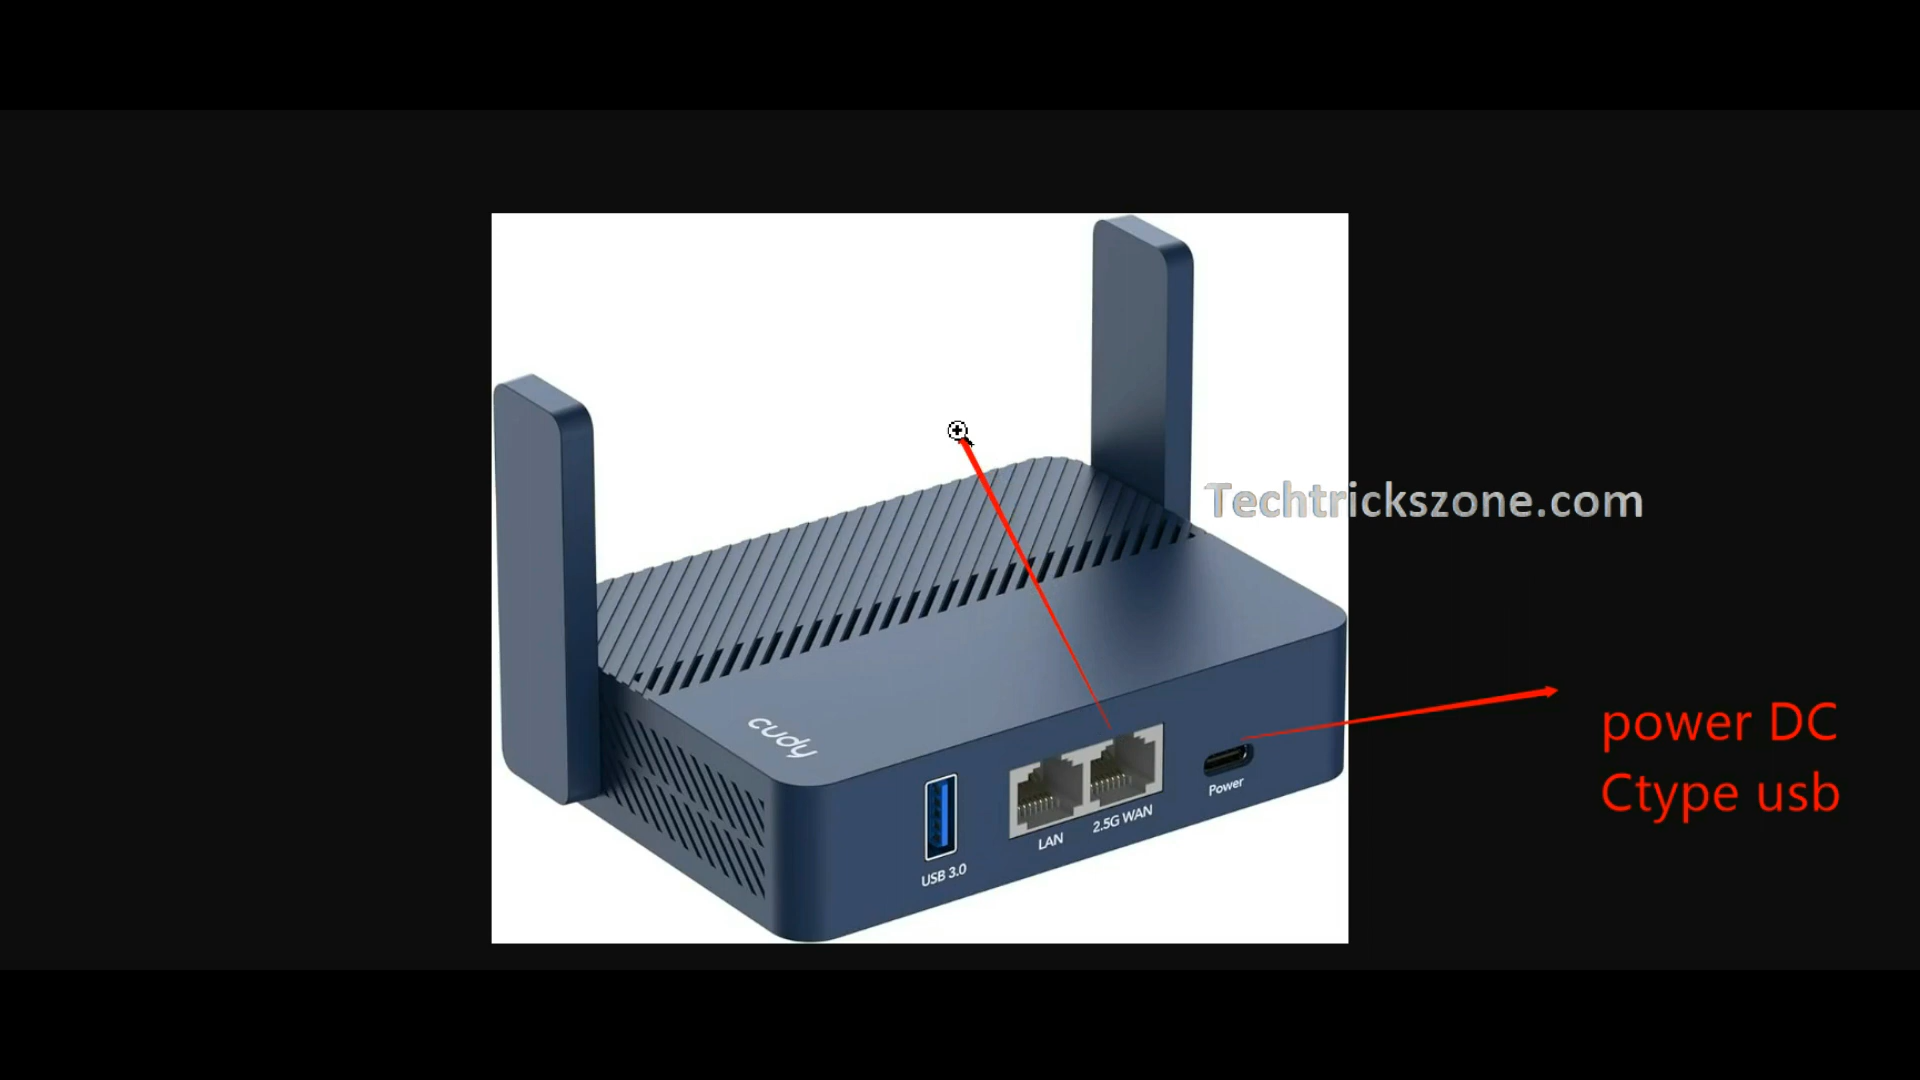 Techtrickszone.com
power DC
Ctype usb
cudy
USB 3.0
LAN
2.5G WAN
Power